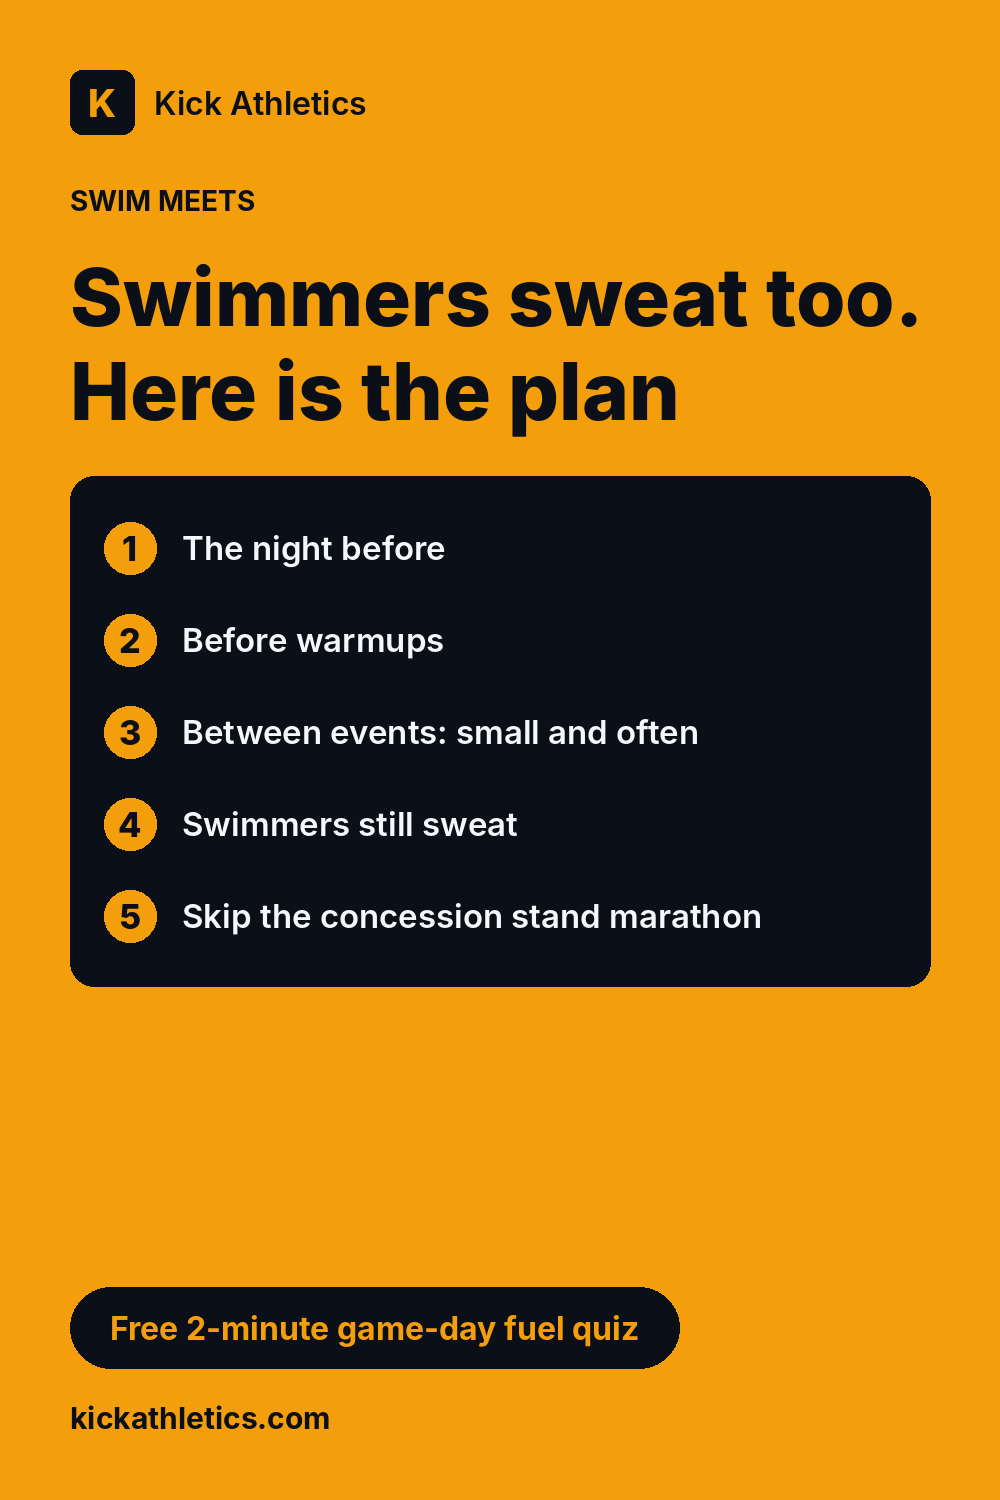 K
Kick Athletics
SWIM MEETS
Swimmers sweat too.
Here is the plan
1 The night before
2 Before warmups
3 Between events: small and often
4 Swimmers still sweat
5 Skip the concession stand marathon
Free 2-minute game-day fuel quiz
kickathletics.com